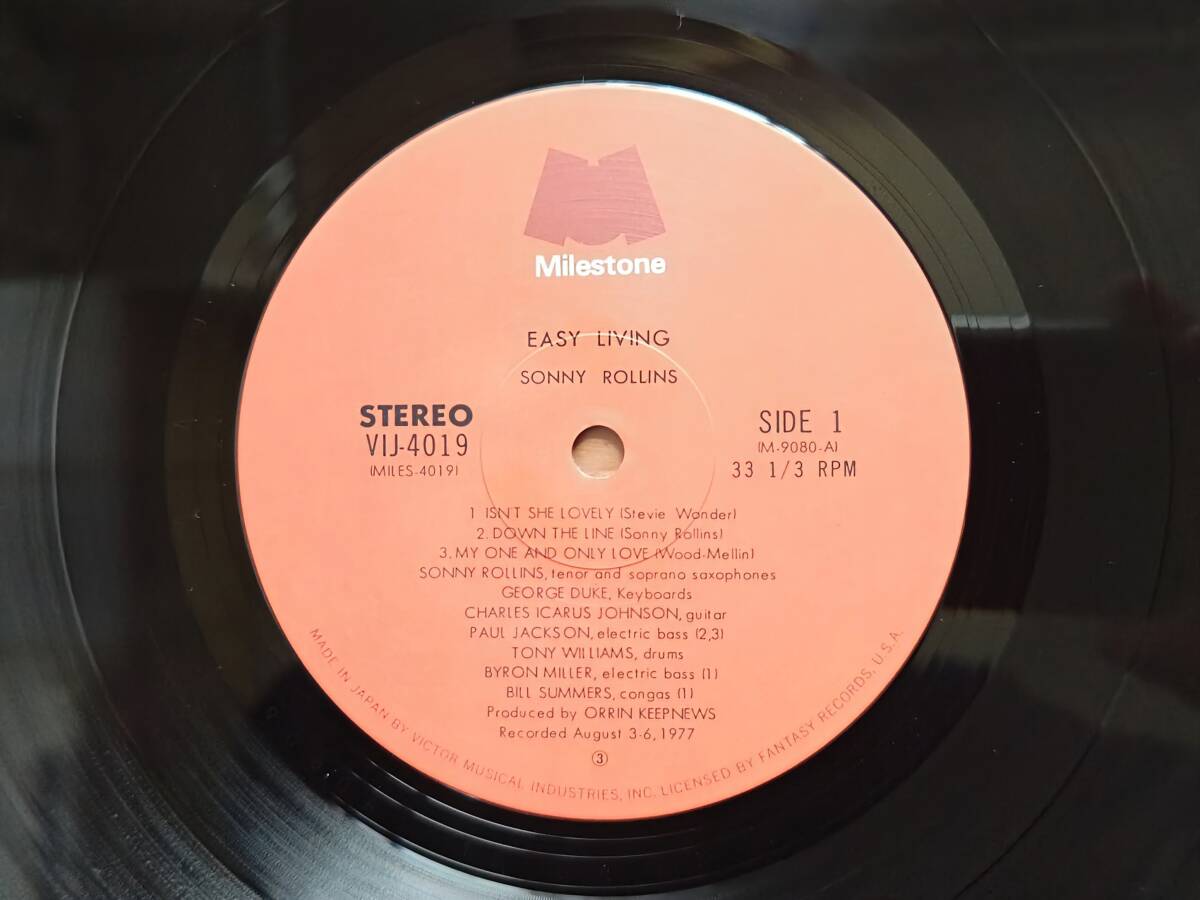 Milestone
EASY LIVING
SONNY ROLLINS
STEREO
VIJ-4019
(MILES-4019)
SIDE 1
(M-9080-A)
33 1/3 RPM
1 ISN'T SHE LOVELY (Stevie Wonder)
2. DOWN THE LINE (Sonny Rollins)
3. MY ONE AND ONLY LOVE (Wood-Mellin)
SONNY ROLLINS, tenor and soprano saxophones
GEORGE DUKE, Keyboards
CHARLES ICARUS JOHNSON, guitar
PAUL JACKSON, electric bass (2,3)
TONY WILLIAMS, drums
BYRON MILLER, electric bass (1)
BILL SUMMERS, congas (1)
Produced by ORRIN KEEPNEWS
Recorded August 3-6, 1977
③
MADE IN JAPAN BY VICTOR MUSICAL INDUSTRIES, INC. LICENSED BY FANTASY RECORDS, U.S.A.